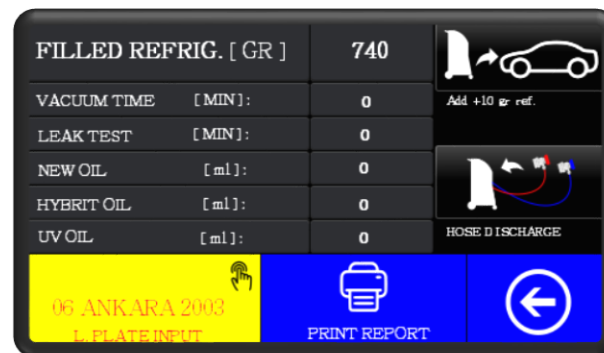 FILLED REFRIG. [ GR ] 740
Add +10 gr ref.
VACUUM TIME [ MIN ]: 0
LEAK TEST [ MIN ]: 0
NEW OIL [ ml ]: 0
HYBRIT OIL [ ml ]: 0
UV OIL [ ml ]: 0
HOSE DISCHARGE
06 ANKARA 2003
L. PLATE INPUT
PRINT REPORT